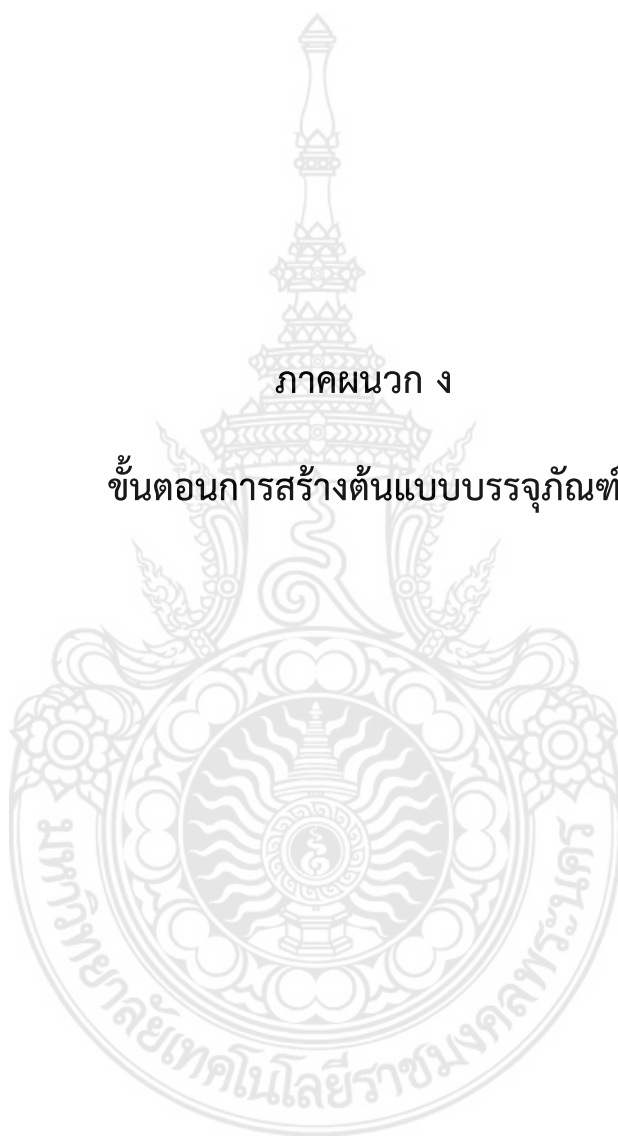 ภาคผนวก ง
ขั้นตอนการสร้างต้นแบบบรรจุภัณฑ์
มหาวิทยาลัยเทคโนโลยีราชมงคลพระนคร